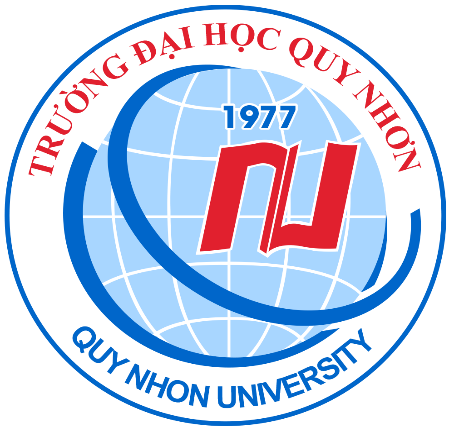 TRƯỜNG ĐẠI HỌC QUY NHƠN
1977
QUY NHON UNIVERSITY